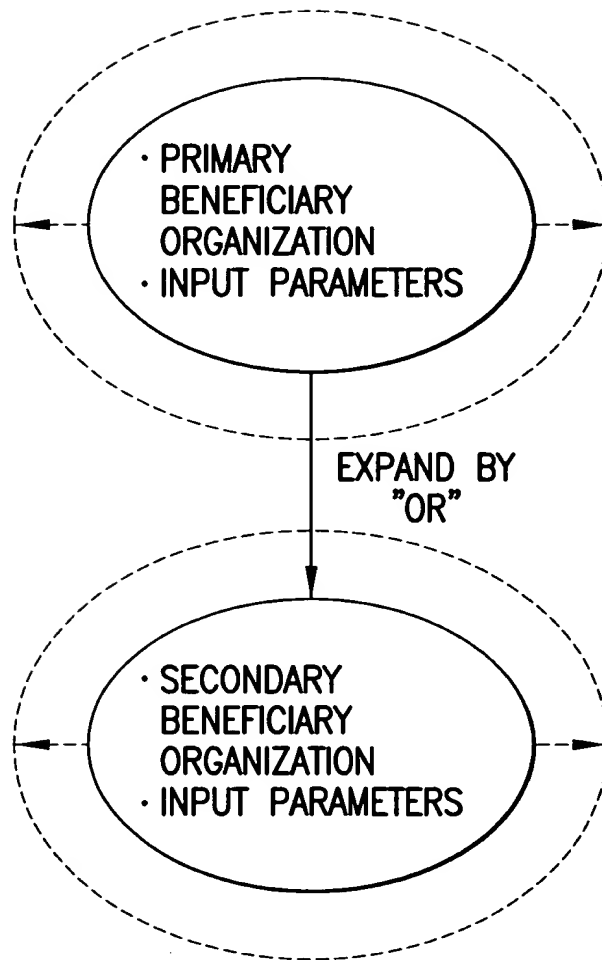 · PRIMARY
BENEFICIARY
ORGANIZATION
· INPUT PARAMETERS
EXPAND BY
"OR"
· SECONDARY
BENEFICIARY
ORGANIZATION
· INPUT PARAMETERS